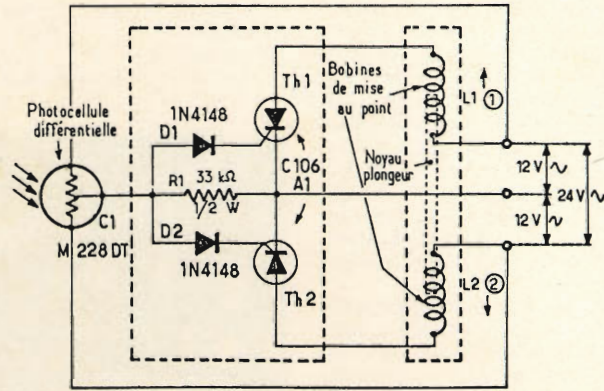 Photocellule
différentielle
C1
M 228 DT
1N4148
D1
R1
33 kΩ
1/2 W
D2
1N4148
Th1
C106
A1
Th2
Bobines
de mise
au point
Noyau
plongeur
L1 ①
L2 ②
12 V ∿
12 V ∿
24 V ∿